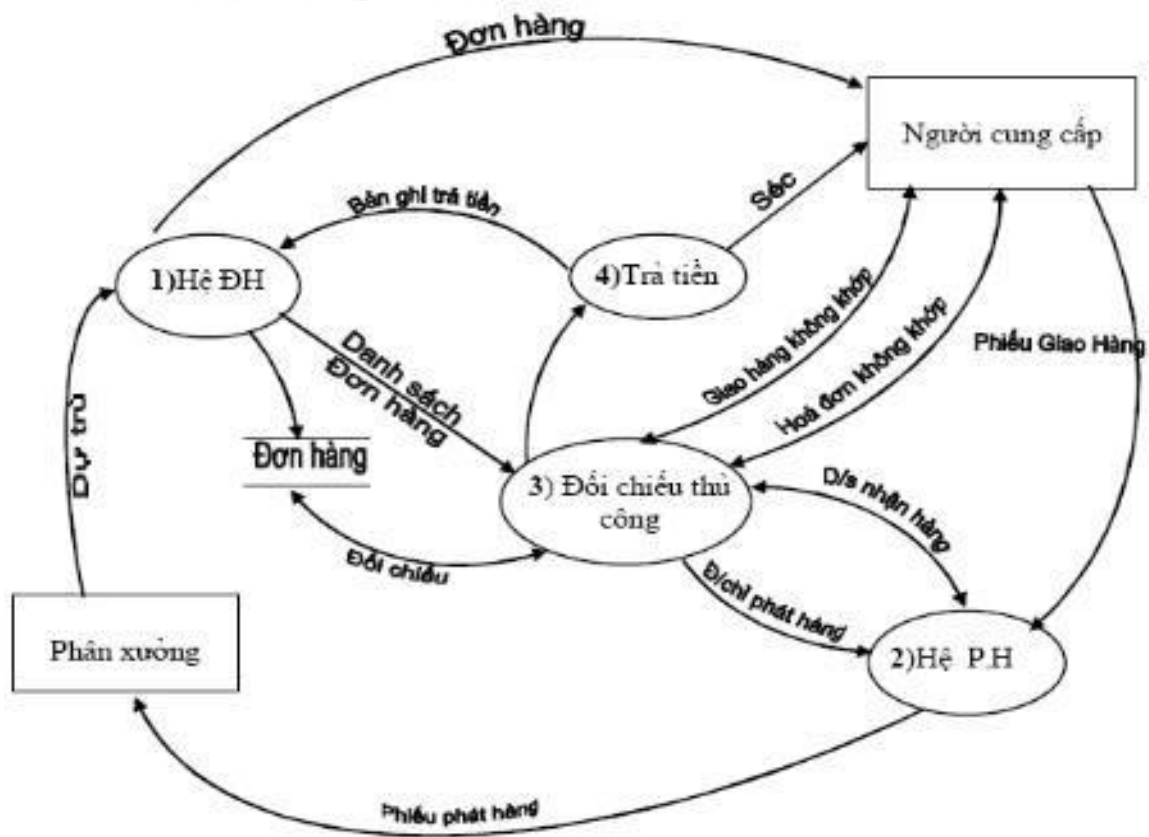 Đơn hàng
Người cung cấp
Séc
Bản ghi trả tiền
1)Hệ ĐH
4)Trả tiền
Giao hàng không khớp
Hoá đơn không khớp
Phiếu Giao Hàng
Danh sách
Đơn hàng
Dự trù
Đơn hàng
3) Đối chiếu thủ
công
D/s nhận hàng
Đối chiếu
Đ/chỉ phát hàng
Phân xưởng
2)Hệ P.H
Phiếu phát hàng